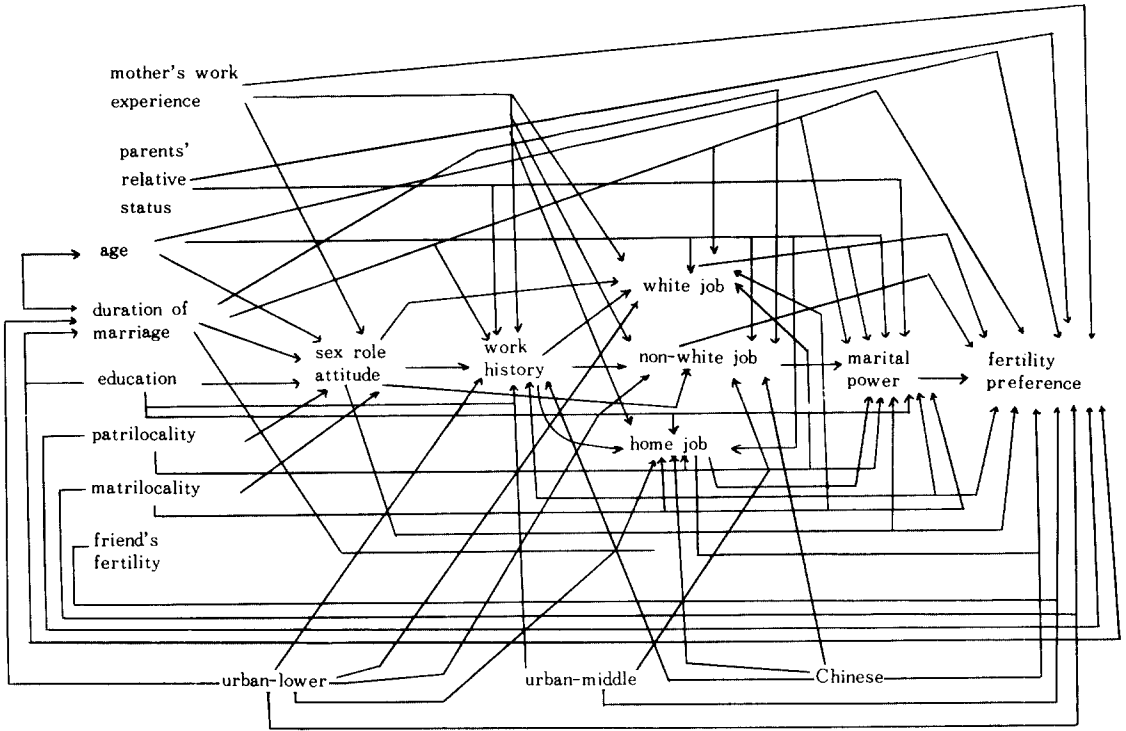 mother's work
experience
parents'
relative
status
age
duration of
marriage
education
patrilocality
matrilocality
friend's
fertility
sex role
attitude
work
history
white job
non-white job
home job
marital
power
fertility
preference
urban-lower
urban-middle
Chinese